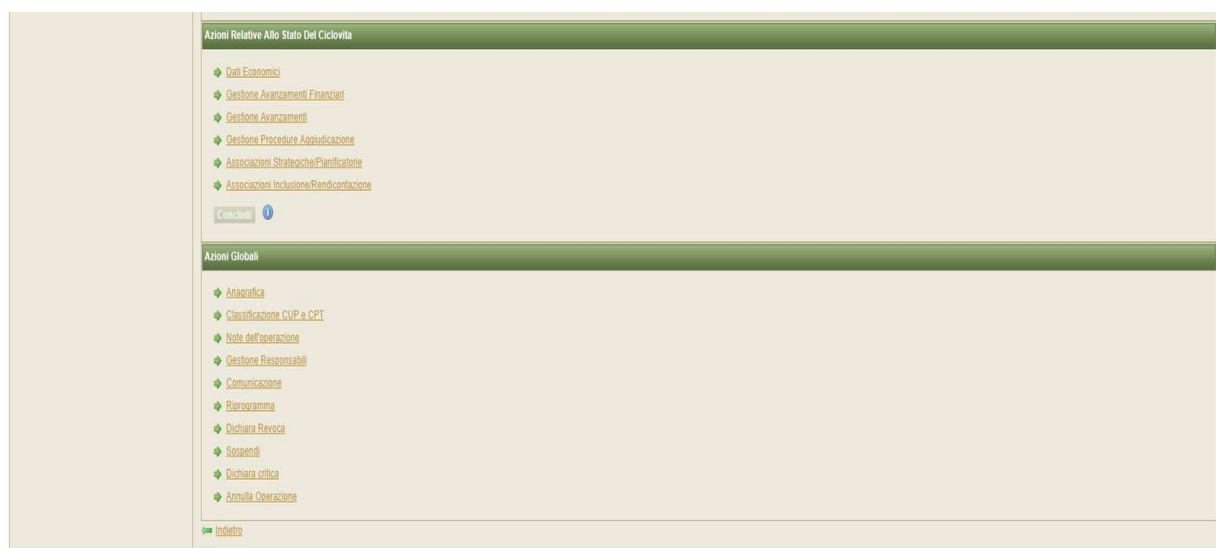 Azioni Relative Allo Stato Del Ciclovita
Dati Economici
Gestione Avanzamenti Finanziari
Gestione Avanzamenti
Gestione Procedure Aggiudicazione
Associazioni Strategiche/Pianificatorie
Associazioni Inclusione/Rendicontazione
Concludi i
Azioni Globali
Anagrafica
Classificazione CUP e CPT
Note dell'operazione
Gestione Responsabili
Comunicazione
Riprogramma
Dichiara Revoca
Sospendi
Dichiara critica
Annulla Operazione
Indietro